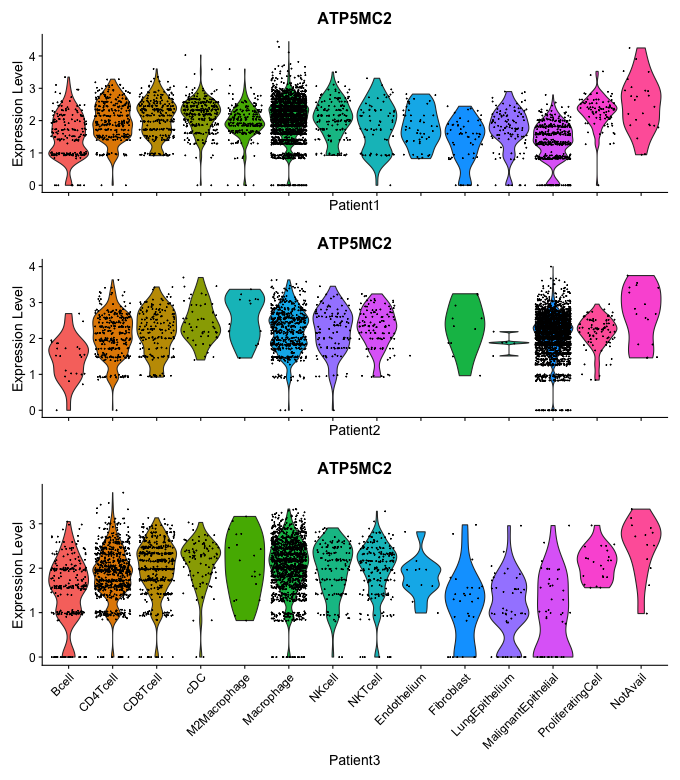 ATP5MC2
Expression Level
4
3
2
1
0
Patient1
ATP5MC2
Expression Level
4
3
2
1
0
Patient2
ATP5MC2
Expression Level
3
2
1
0
Bcell
CD4Tcell
CD8Tcell
cDC
M2Macrophage
Macrophage
NKcell
NKTcell
Endothelium
Fibroblast
LungEpithelium
MalignantEpithelial
ProliferatingCell
NotAvail
Patient3